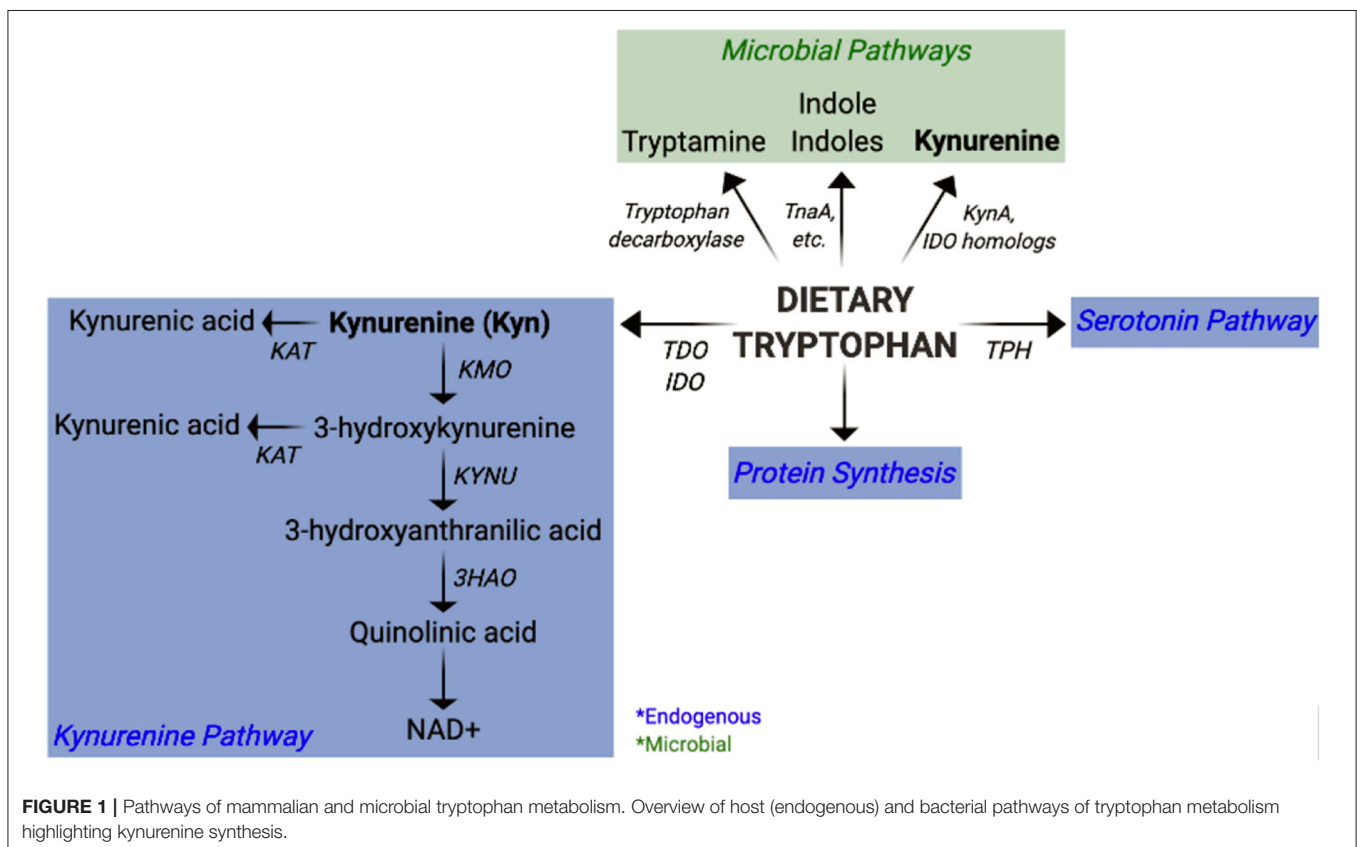 Microbial Pathways
Indole
Tryptamine Indoles Kynurenine
Tryptophan decarboxylase
TnaA, etc.
KynA, IDO homologs
DIETARY
TRYPTOPHAN
TDO
IDO
TPH
Serotonin Pathway
Protein Synthesis
Kynurenic acid Kynurenine (Kyn)
KAT
KMO
Kynurenic acid 3-hydroxykynurenine
KAT
KYNU
3-hydroxyanthranilic acid
3HAO
Quinolinic acid
NAD+
Kynurenine Pathway
*Endogenous
*Microbial
FIGURE 1 | Pathways of mammalian and microbial tryptophan metabolism. Overview of host (endogenous) and bacterial pathways of tryptophan metabolism
highlighting kynurenine synthesis.